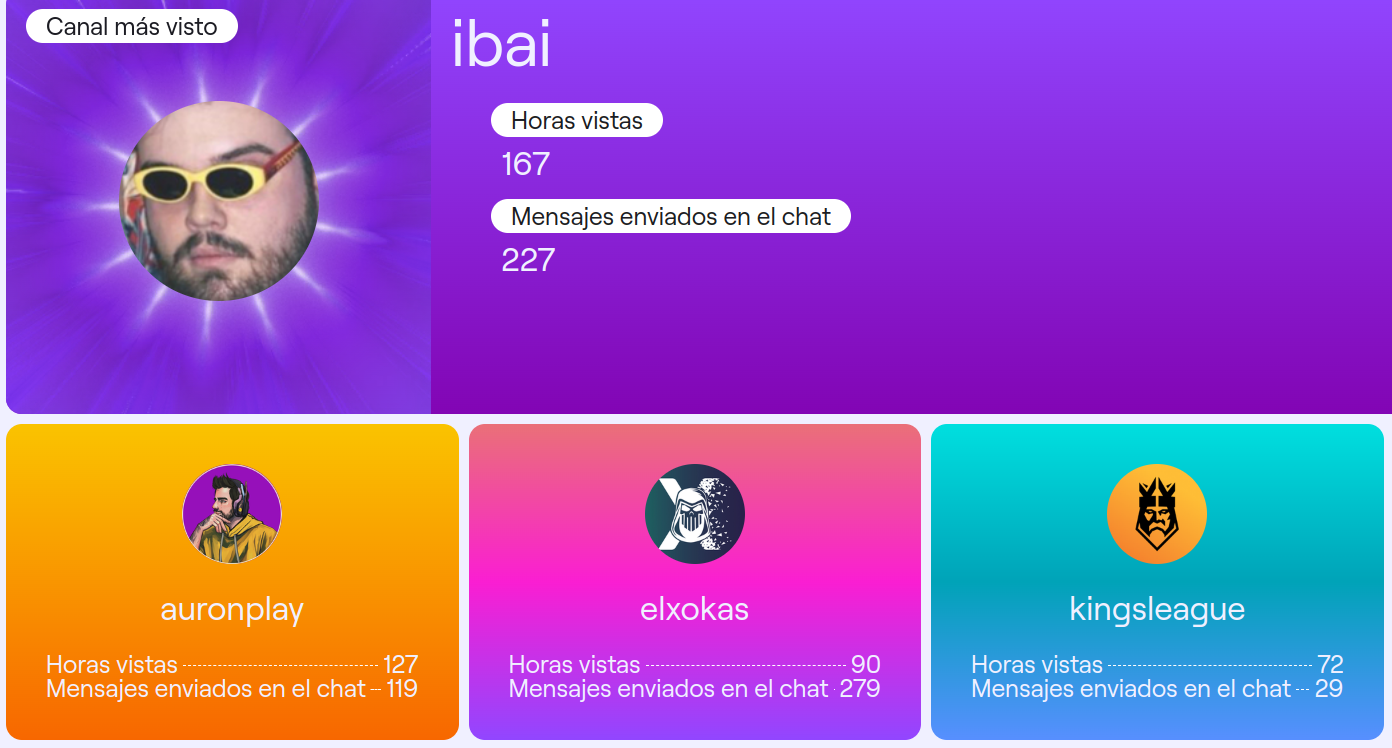 Canal más visto
ibai
Horas vistas
167
Mensajes enviados en el chat
227
auronplay
Horas vistas 127
Mensajes enviados en el chat 119
elxokas
Horas vistas 90
Mensajes enviados en el chat 279
kingsleague
Horas vistas 72
Mensajes enviados en el chat 29